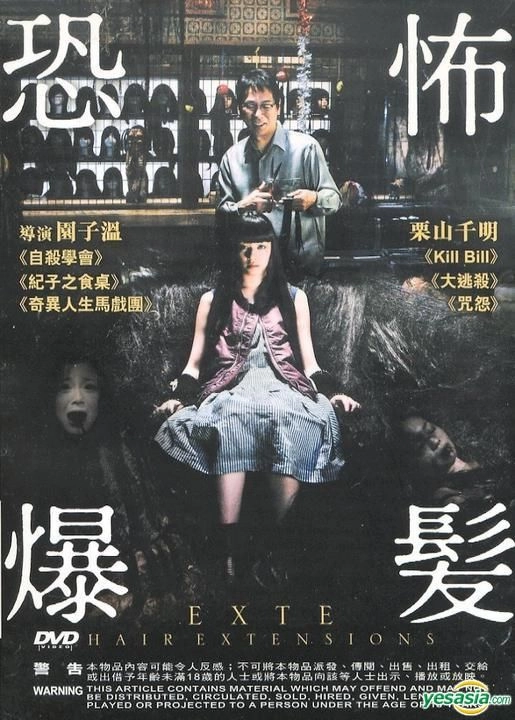 恐怖
導演 園子溫
《自殺學會》
《紀子之食桌》
《奇異人生馬戲團》
栗山千明
《Kill Bill》
《大逃殺》
《咒怨》
爆髮
EXTE
HAIR EXTENSIONS
DVD
VIDEO
警告 本物品內容可能令人反感；不可將本物品派發、傳閱、出售、出租、交給
或出借予年齡未滿18歲的人士或將本物品向該等人士出示、播放或放映。
WARNING THIS ARTICLE CONTAINS MATERIAL WHICH MAY OFFEND AND MAY NOT
BE DISTRIBUTED, CIRCULATED, SOLD, HIRED, GIVEN, LENT
PLAYED OR PROJECTED TO A PERSON UNDER THE AGE OF
yesasia.com